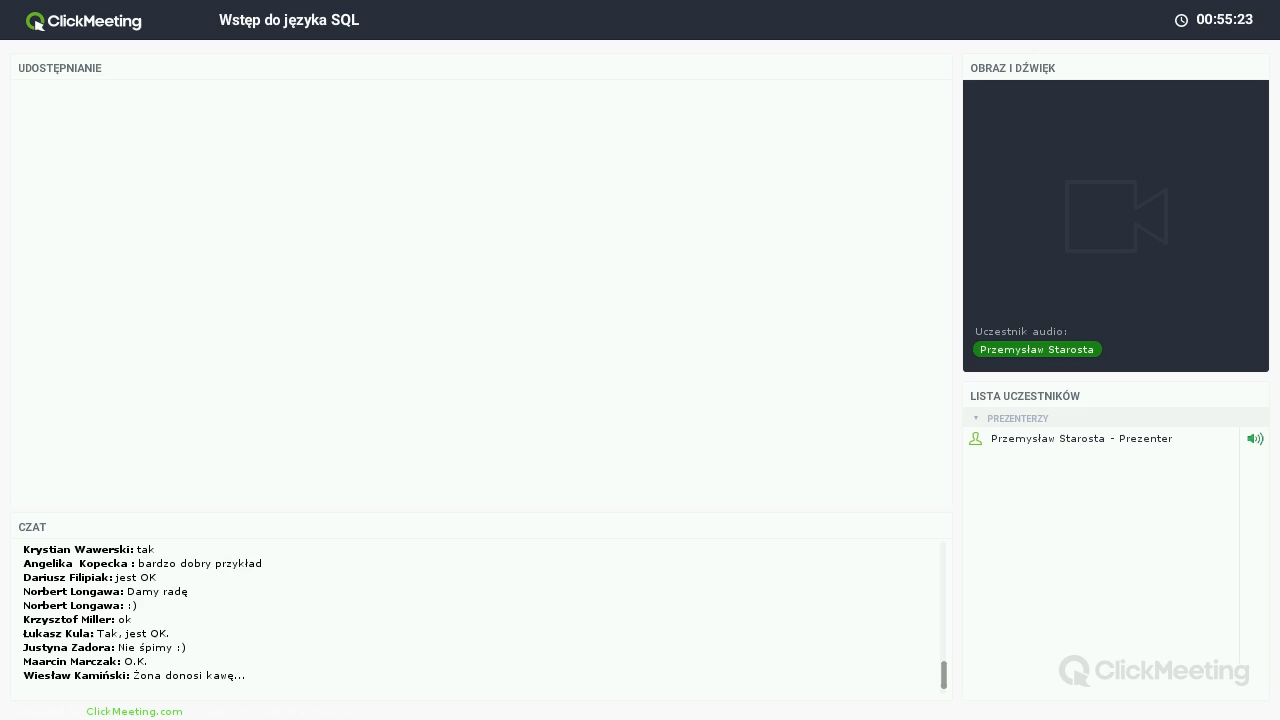 ClickMeeting
Wstęp do języka SQL
00:55:23
UDOSTĘPNIANIE
OBRAZ I DŹWIĘK
Uczestnik audio:
Przemysław Starosta
LISTA UCZESTNIKÓW
PREZENTERZY
Przemysław Starosta - Prezenter
CZAT
Krystian Wawerski: tak
Angelika Kopecka : bardzo dobry przykład
Dariusz Filipiak: jest OK
Norbert Longawa: Damy radę
Norbert Longawa: :)
Krzysztof Miller: ok
Łukasz Kula: Tak, jest OK.
Justyna Zadora: Nie śpimy :)
Maarcin Marczak: O.K.
Wiesław Kamiński: Żona donosi kawę...
ClickMeeting
ClickMeeting.com